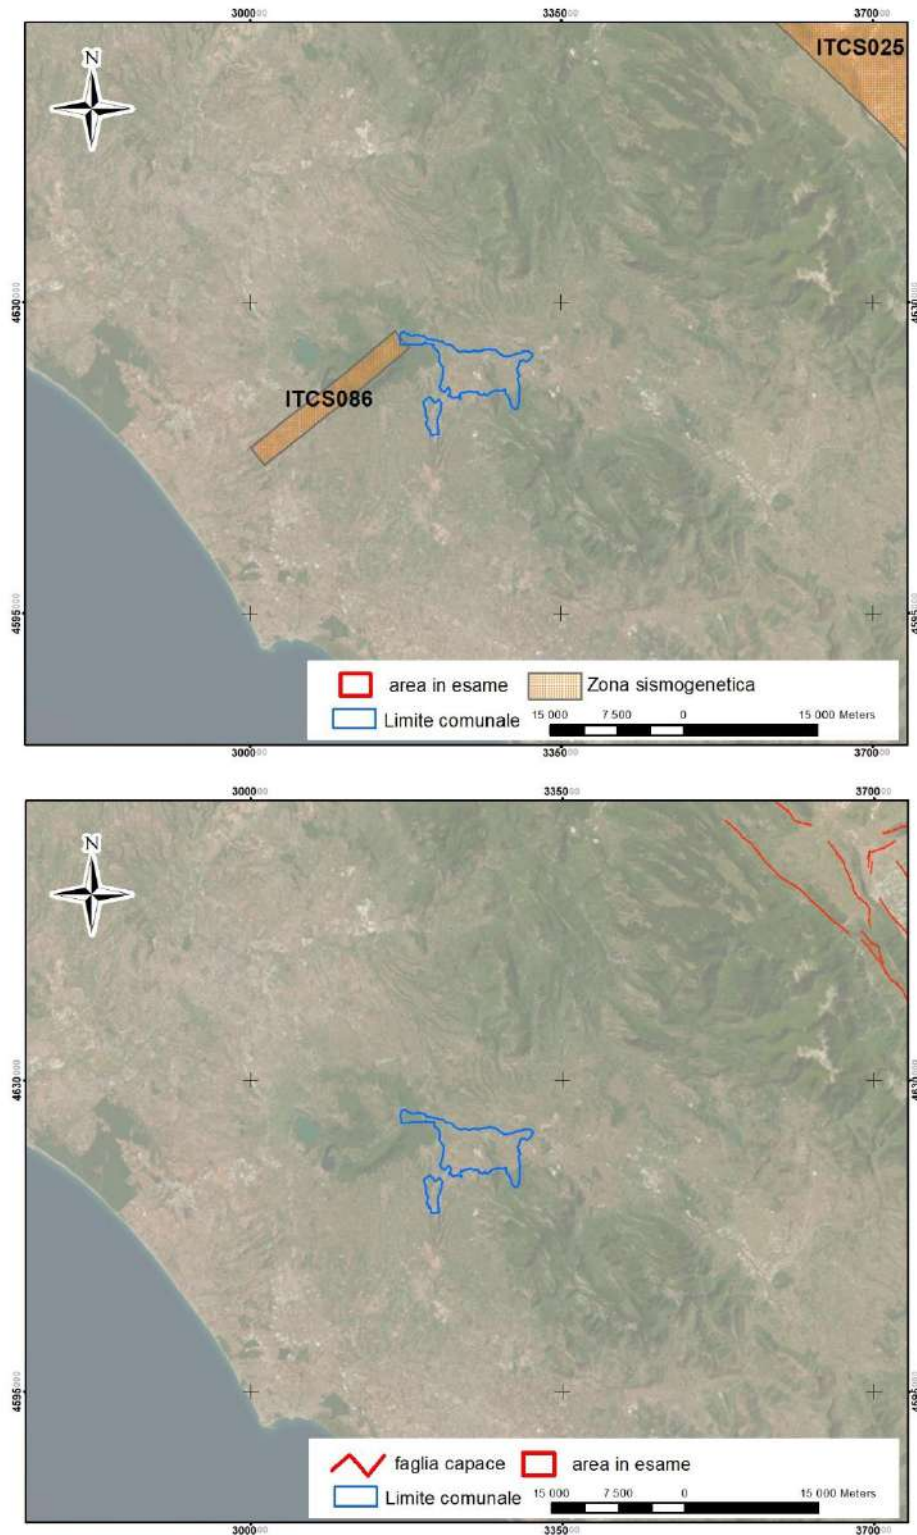 300000 335000 370000
ITCS025
N
4630000
ITCS086
4595000
area in esame Zona sismogenetica
Limite comunale 15 000 7 500 0 15 000 Meters
300000 335000 370000
300000 335000 370000
N
4630000
4595000
faglia capace area in esame
Limite comunale 15 000 7 500 0 15 000 Meters
300000 335000 370000